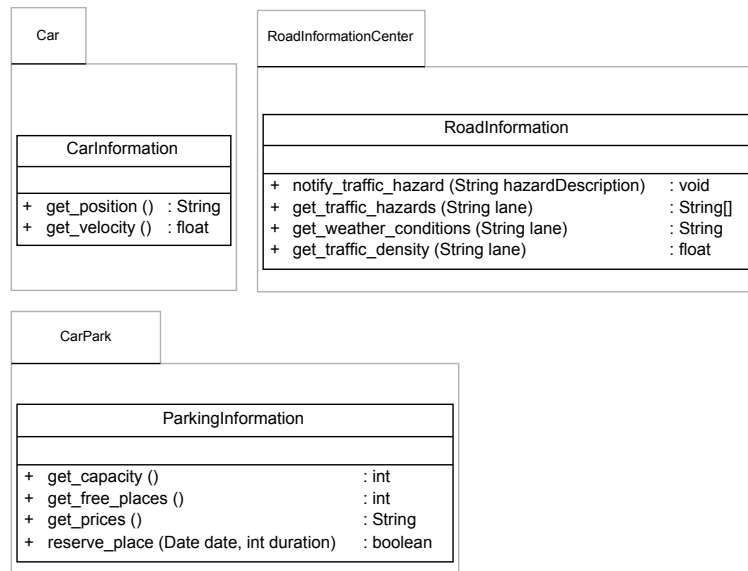 Car
RoadInformationCenter
CarInformation
+ get_position () : String
+ get_velocity () : float
RoadInformation
+ notify_traffic_hazard (String hazardDescription) : void
+ get_traffic_hazards (String lane) : String[]
+ get_weather_conditions (String lane) : String
+ get_traffic_density (String lane) : float
CarPark
ParkingInformation
+ get_capacity () : int
+ get_free_places () : int
+ get_prices () : String
+ reserve_place (Date date, int duration) : boolean